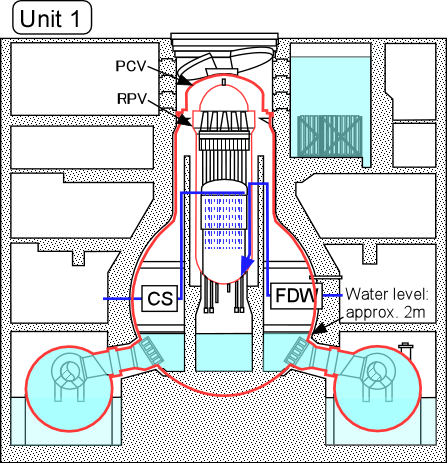 Unit 1
PCV
RPV
CS
FDW
Water level:
approx. 2m